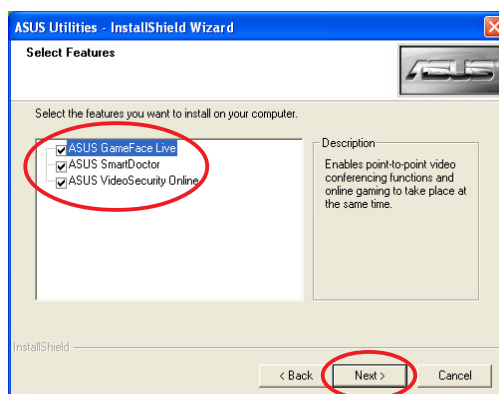 ASUS Utilities - InstallShield Wizard
Select Features
ASUS
Select the features you want to install on your computer.
ASUS GameFace Live
ASUS SmartDoctor
ASUS VideoSecurity Online
Description
Enables point-to-point video
conferencing functions and
online gaming to take place at
the same time.
InstallShield
< Back
Next >
Cancel